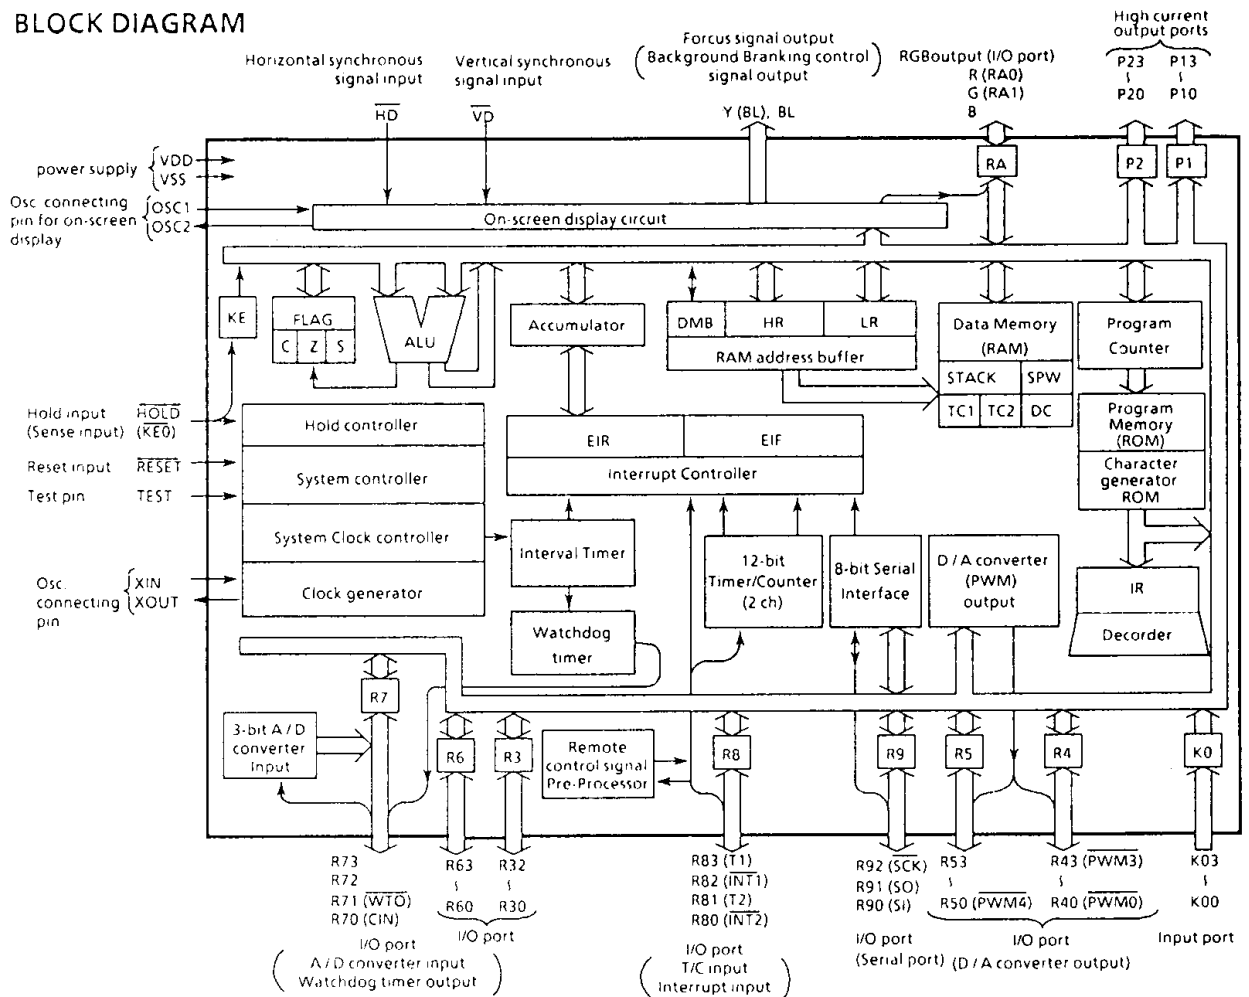 BLOCK DIAGRAM
High current
output ports
Forcus signal output
(Background Branking control)
signal output
Horizontal synchronous
signal input
Vertical synchronous
signal input
RGBoutput (I/O port)
R (RA0)
G (RA1)
B
P23
~
P20
P13
~
P10
HD
VD
Y (BL), BL
power supply
VDD
VSS
RA
P2
P1
Osc. connecting
pin for on-screen
display
OSC1
OSC2
On-screen display circuit
KE
FLAG
C Z S
ALU
Accumulator
DMB HR LR
RAM address buffer
Data Memory
(RAM)
STACK SPW
TC1 TC2 DC
Program
Counter
Program
Memory
(ROM)
Character
generator
ROM
Hold input
(Sense input)
HOLD
(KE0)
Reset input RESET
Test pin TEST
Hold controller
System controller
System Clock controller
Clock generator
EIR EIF
Interrupt Controller
Osc.
connecting
pin
XIN
XOUT
Interval Timer
Watchdog
timer
12-bit
Timer/Counter
(2 ch)
8-bit Serial
Interface
D/A converter
(PWM)
output
IR
Decorder
R7
3-bit A/D
converter
Input
R6
R3
Remote
control signal
Pre-Processor
R8
R9
R5
R4
K0
R73
R72
R71 (WTO)
R70 (CIN)
R63
~
R60
R32
~
R30
I/O port
R83 (T1)
R82 (INT1)
R81 (T2)
R80 (INT2)
R92 (SCK)
R91 (SO)
R90 (SI)
R53
~
R50 (PWM4)
R43 (PWM3)
~
R40 (PWM0)
K03
~
K00
I/O port
(A/D converter input
Watchdog timer output)
I/O port
(T/C input
Interrupt input)
I/O port
(Serial port)
I/O port
(D/A converter output)
Input port